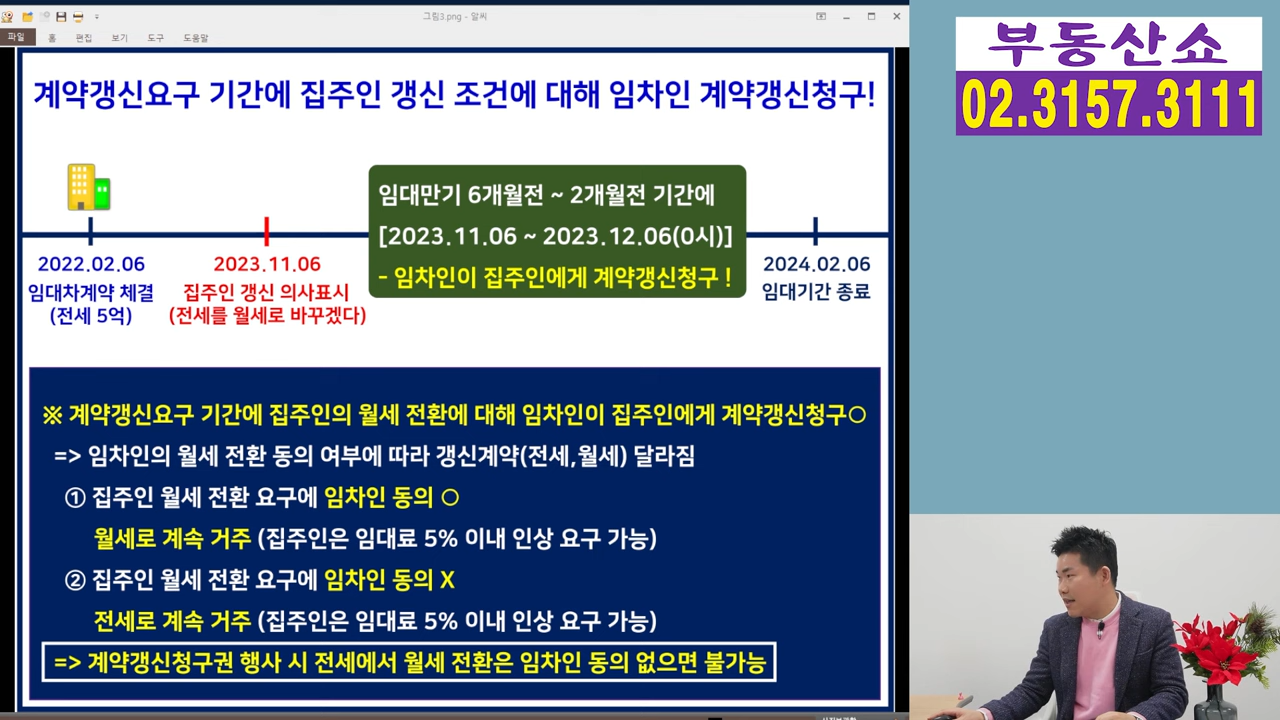 그림3.png - 알씨
파일 홈 편집 보기 도구 도움말
계약갱신요구 기간에 집주인 갱신 조건에 대해 임차인 계약갱신청구!
2022.02.06
임대차계약 체결
(전세 5억)
2023.11.06
집주인 갱신 의사표시
(전세를 월세로 바꾸겠다)
임대만기 6개월전 ~ 2개월전 기간에
[2023.11.06 ~ 2023.12.06(0시)]
- 임차인이 집주인에게 계약갱신청구 !
2024.02.06
임대기간 종료
※ 계약갱신요구 기간에 집주인의 월세 전환에 대해 임차인이 집주인에게 계약갱신청구○
=> 임차인의 월세 전환 동의 여부에 따라 갱신계약(전세,월세) 달라짐
① 집주인 월세 전환 요구에 임차인 동의 ○
월세로 계속 거주 (집주인은 임대료 5% 이내 인상 요구 가능)
② 집주인 월세 전환 요구에 임차인 동의 X
전세로 계속 거주 (집주인은 임대료 5% 이내 인상 요구 가능)
=> 계약갱신청구권 행사 시 전세에서 월세 전환은 임차인 동의 없으면 불가능
부동산쇼
02.3157.3111